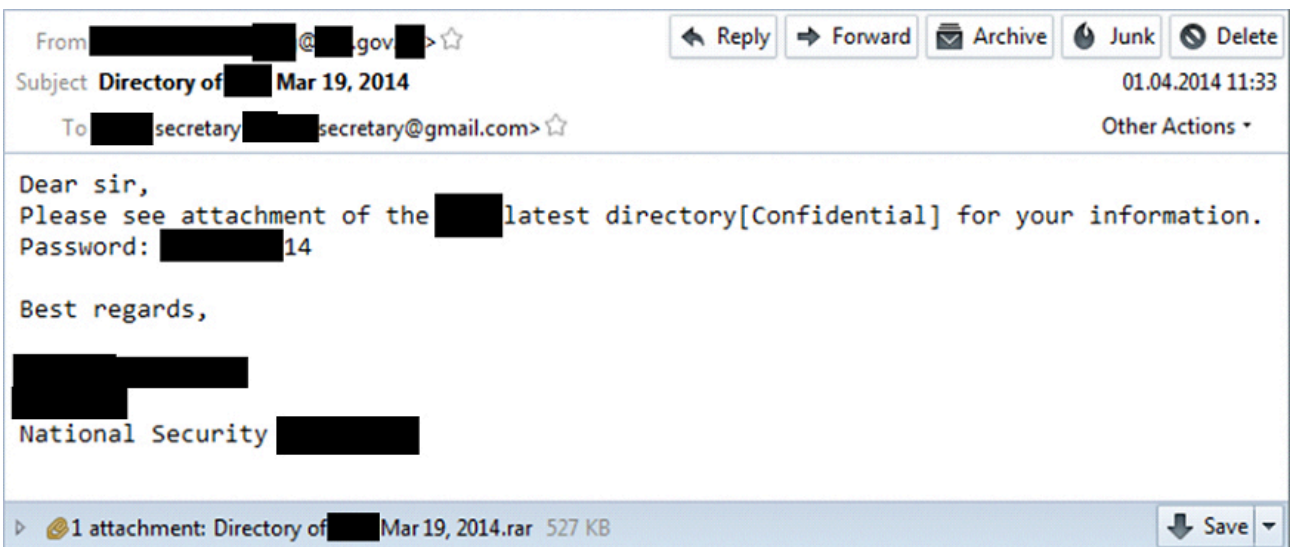 From @ .gov. >
Reply Forward Archive Junk Delete
Subject Directory of Mar 19, 2014
01.04.2014 11:33
To secretary secretary@gmail.com>
Other Actions
Dear sir,
Please see attachment of the latest directory[Confidential] for your information.
Password: 14
Best regards,
National Security
1 attachment: Directory of Mar 19, 2014.rar 527 KB
Save